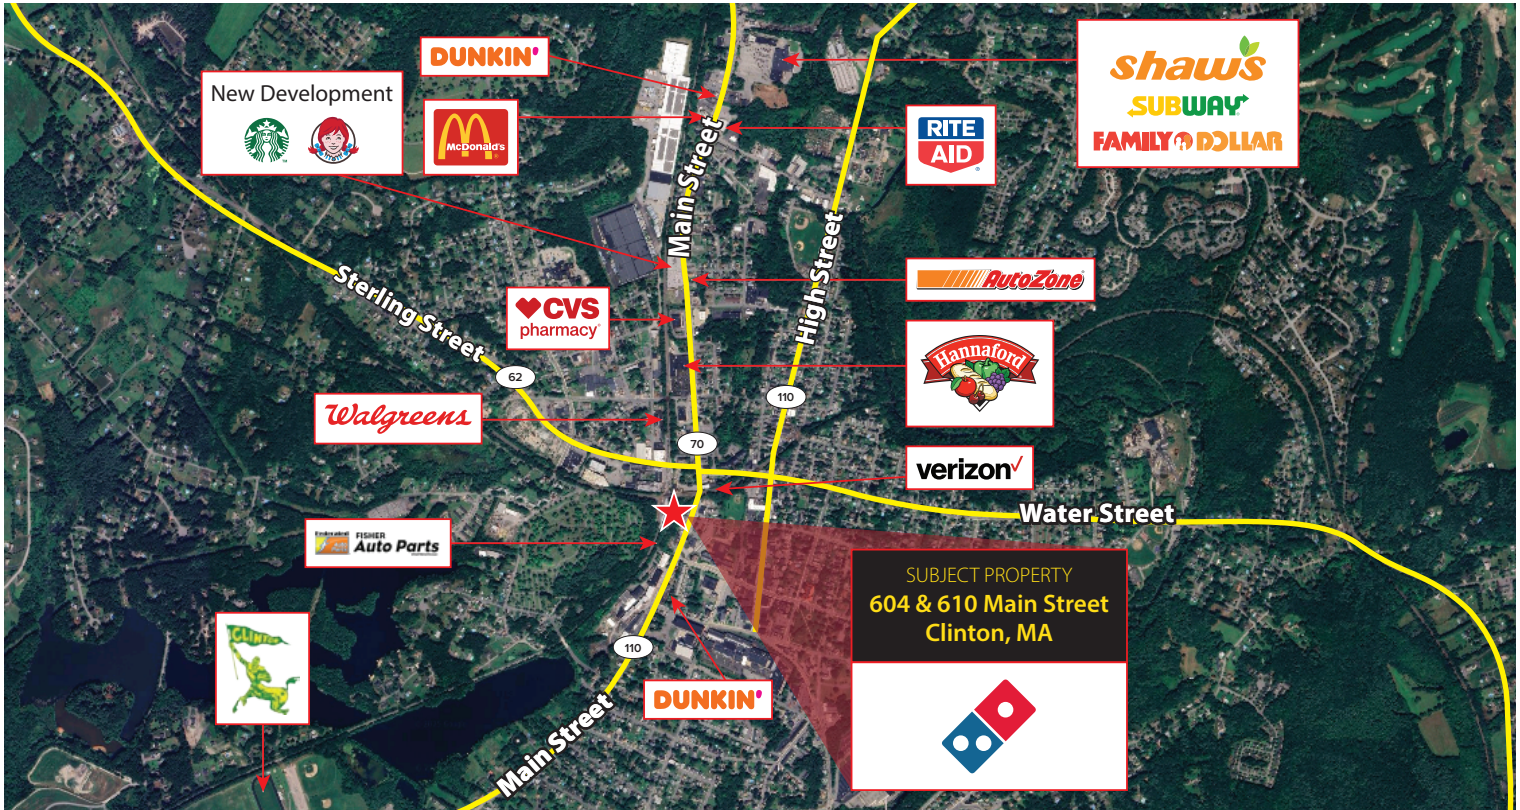 DUNKIN'
New Development
McDonald's
shaw's
SUBWAY
FAMILY DOLLAR
RITE
AID
Main Street
High Street
Sterling Street
AutoZone
CVS
pharmacy
Hannaford
62
110
Walgreens
70
verizon
Water Street
FISHER
Auto Parts
SUBJECT PROPERTY
604 & 610 Main Street
Clinton, MA
CLINTON
110
DUNKIN'
Main Street